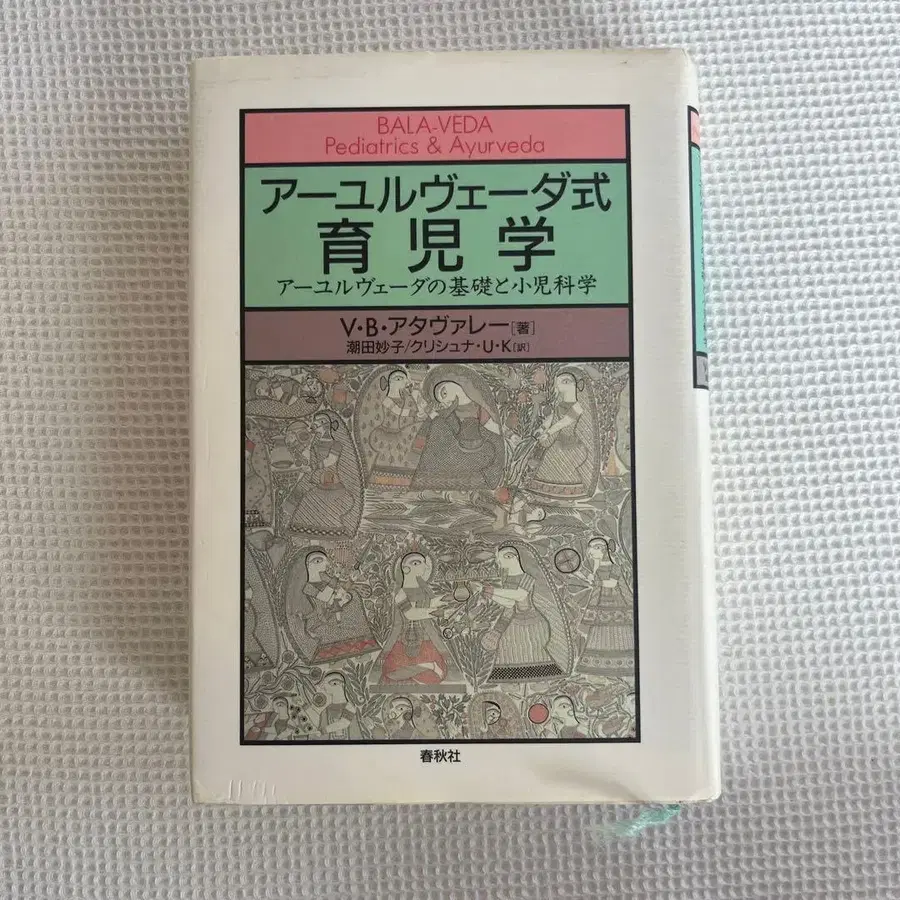 BALA-VEDA
Pediatrics & Ayurveda
アーユルヴェーダ式
育児学
アーユルヴェーダの基礎と小児科学
V・B・アタヴァレー[著]
潮田妙子/クリシュナ・U・K[訳]
春秋社